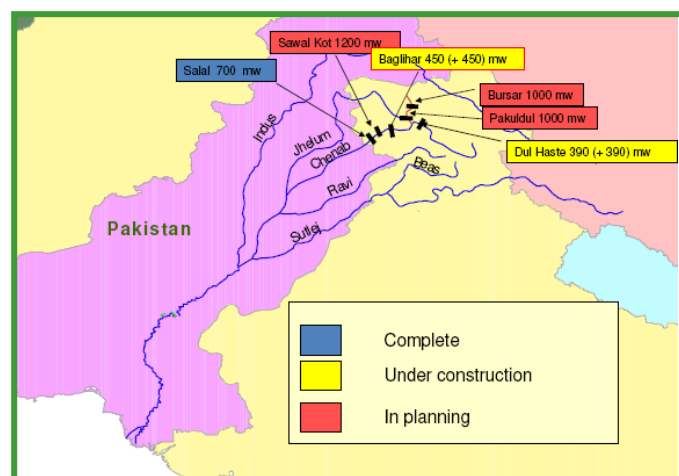 Sawal Kot 1200 mw
Baglihar 450 (+ 450) mw
Salal 700 mw
Bursar 1000 mw
Pakuldul 1000 mw
Dul Haste 390 (+ 390) mw
Indus
Jhelum
Chenab
Ravi
Beas
Sutlej
Pakistan
Complete
Under construction
In planning